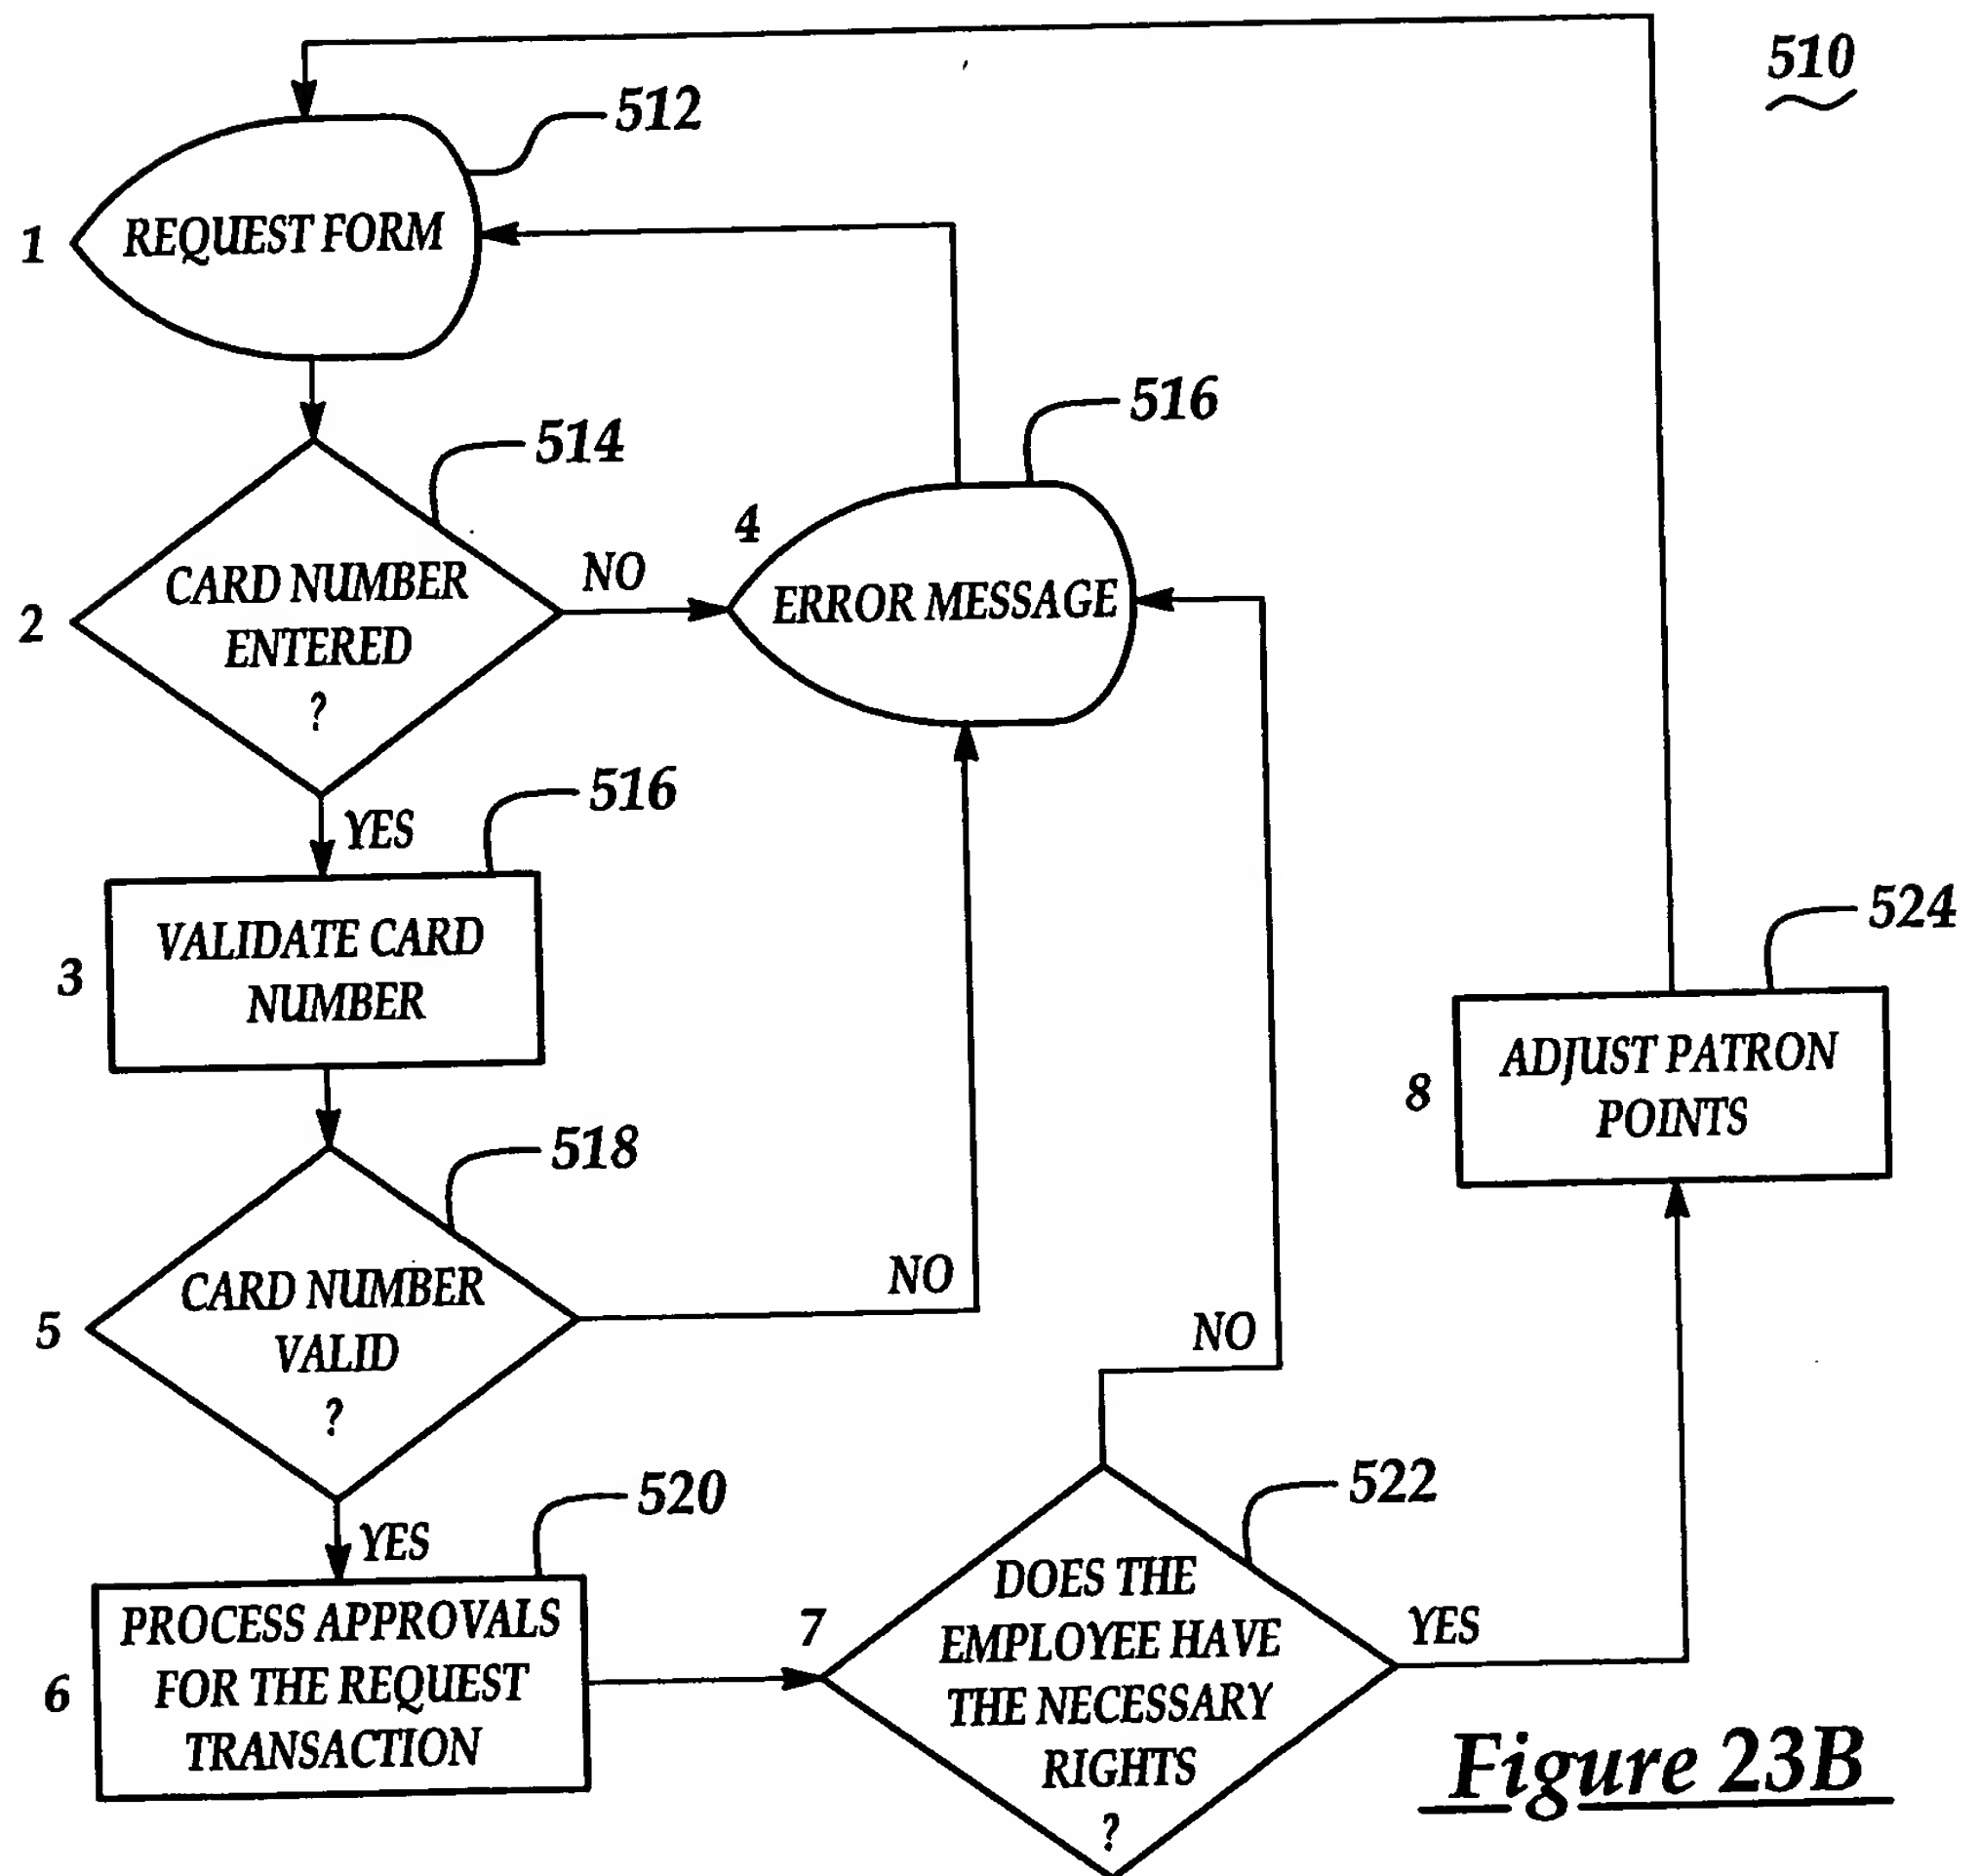 510
512
1
REQUEST FORM
514
516
4
2
CARD NUMBER
ENTERED
?
NO
ERROR MESSAGE
YES
516
3
VALIDATE CARD
NUMBER
524
8
ADJUST PATRON
POINTS
518
5
CARD NUMBER
VALID
?
NO
NO
YES
520
522
6
PROCESS APPROVALS
FOR THE REQUEST
TRANSACTION
7
DOES THE
EMPLOYEE HAVE
THE NECESSARY
RIGHTS
?
YES
Figure 23B